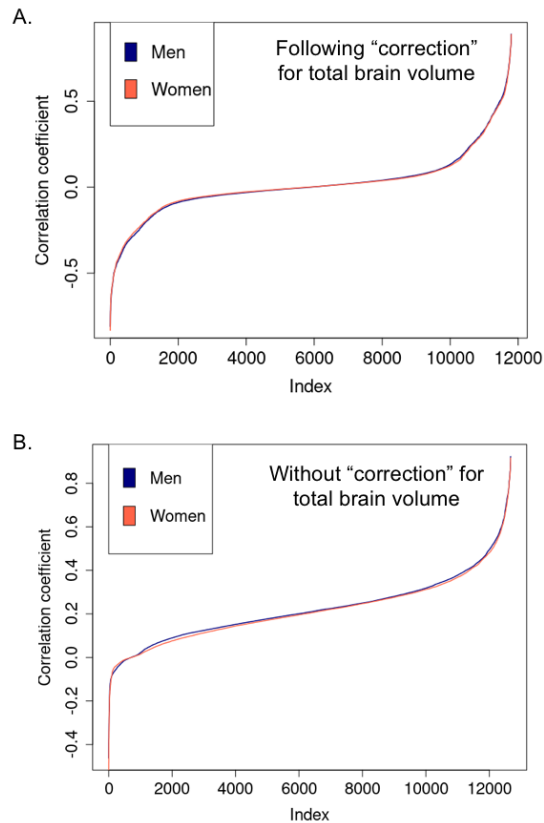 A.
Men
Women
Following “correction”
for total brain volume
Correlation coefficient
0.5
0.0
-0.5
0
2000
4000
6000
8000
10000
12000
Index
B.
Men
Women
Without “correction” for
total brain volume
Correlation coefficient
0.8
0.6
0.4
0.2
0.0
-0.2
-0.4
0
2000
4000
6000
8000
10000
12000
Index